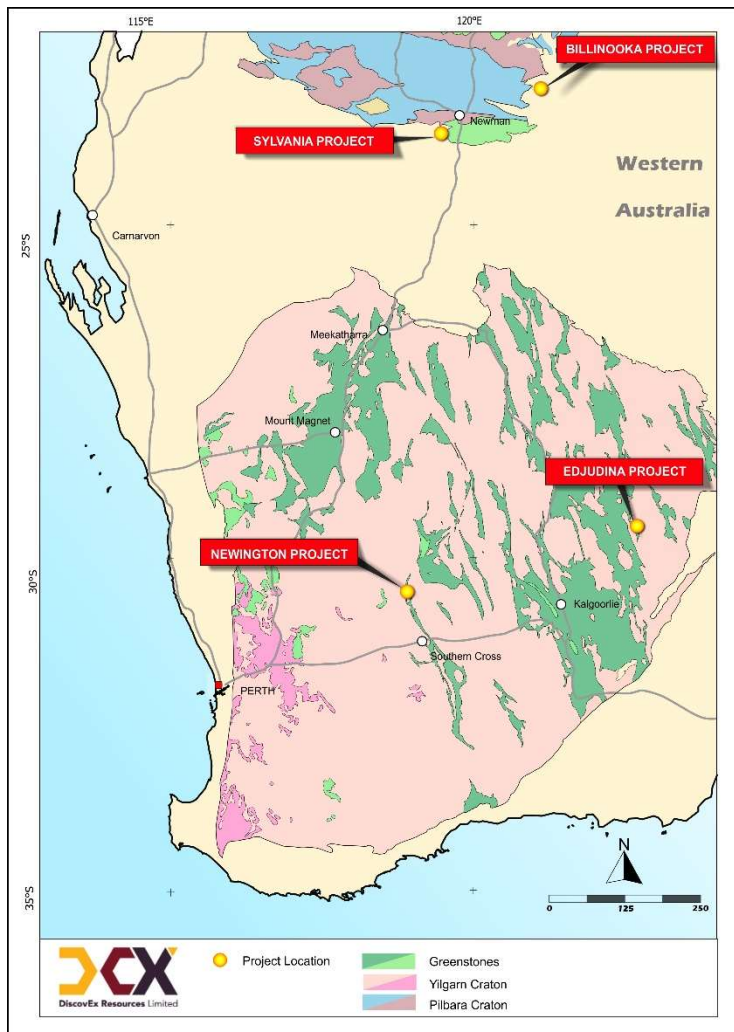 115°E
120°E
BILLINOOKA PROJECT
Newman
SYLVANIA PROJECT
Western
Australia
Carnarvon
25°S
Meekatharra
Mount Magnet
EDJUDINA PROJECT
NEWINGTON PROJECT
30°S
Kalgoorlie
Southern Cross
PERTH
N
35°S
0 125 250
DCX
DiscovEx Resources Limited
Project Location
Greenstones
Yilgarn Craton
Pilbara Craton